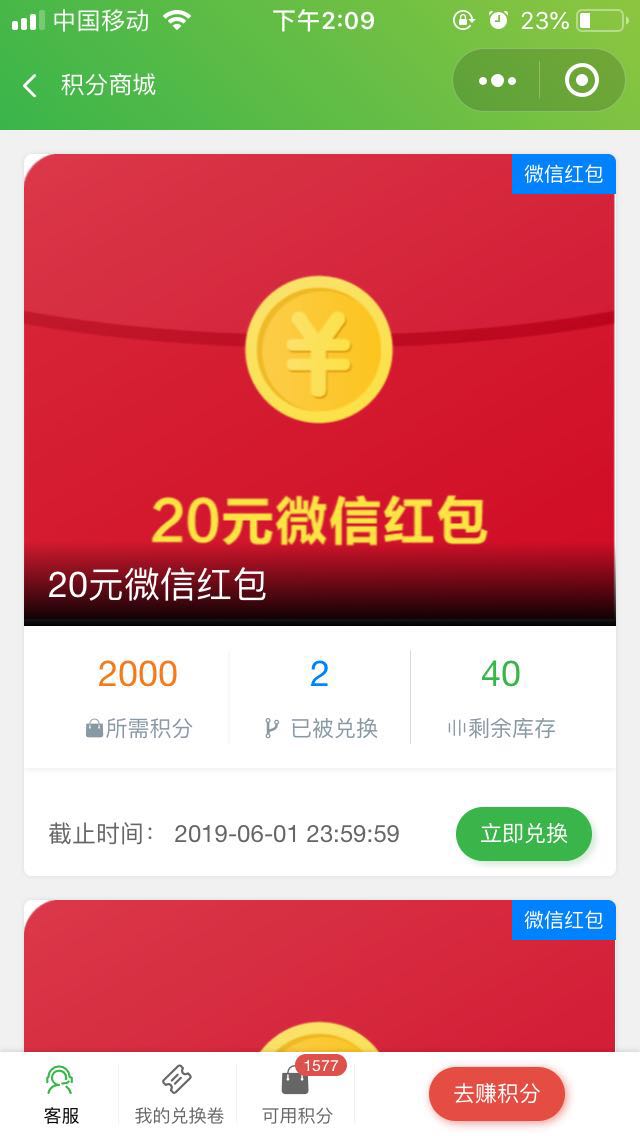 中国移动 下午2:09 23%
积分商城
微信红包
¥
20元微信红包
20元微信红包
2000 2 40
所需积分 已被兑换 剩余库存
截止时间： 2019-06-01 23:59:59 立即兑换
微信红包
1577
客服 我的兑换卷 可用积分 去赚积分